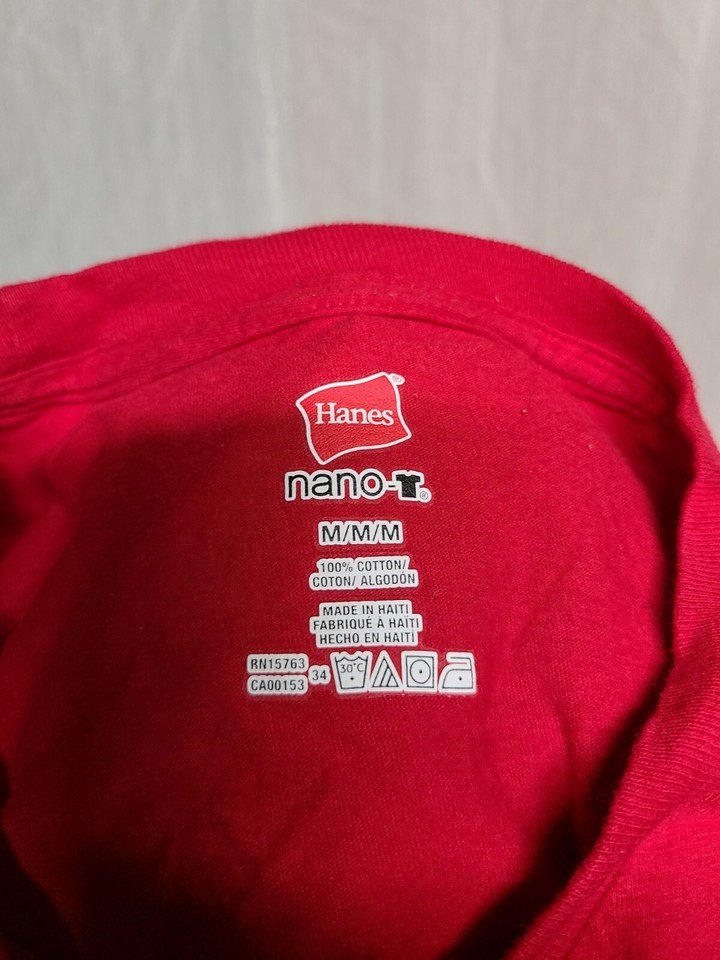 Hanes®
nano-T®
M/M/M
100% COTTON/
COTON/ ALGODÓN
MADE IN HAITI
FABRIQUÉ À HAÏTI
HECHO EN HAITÍ
RN15763
CA00153
34
30°C